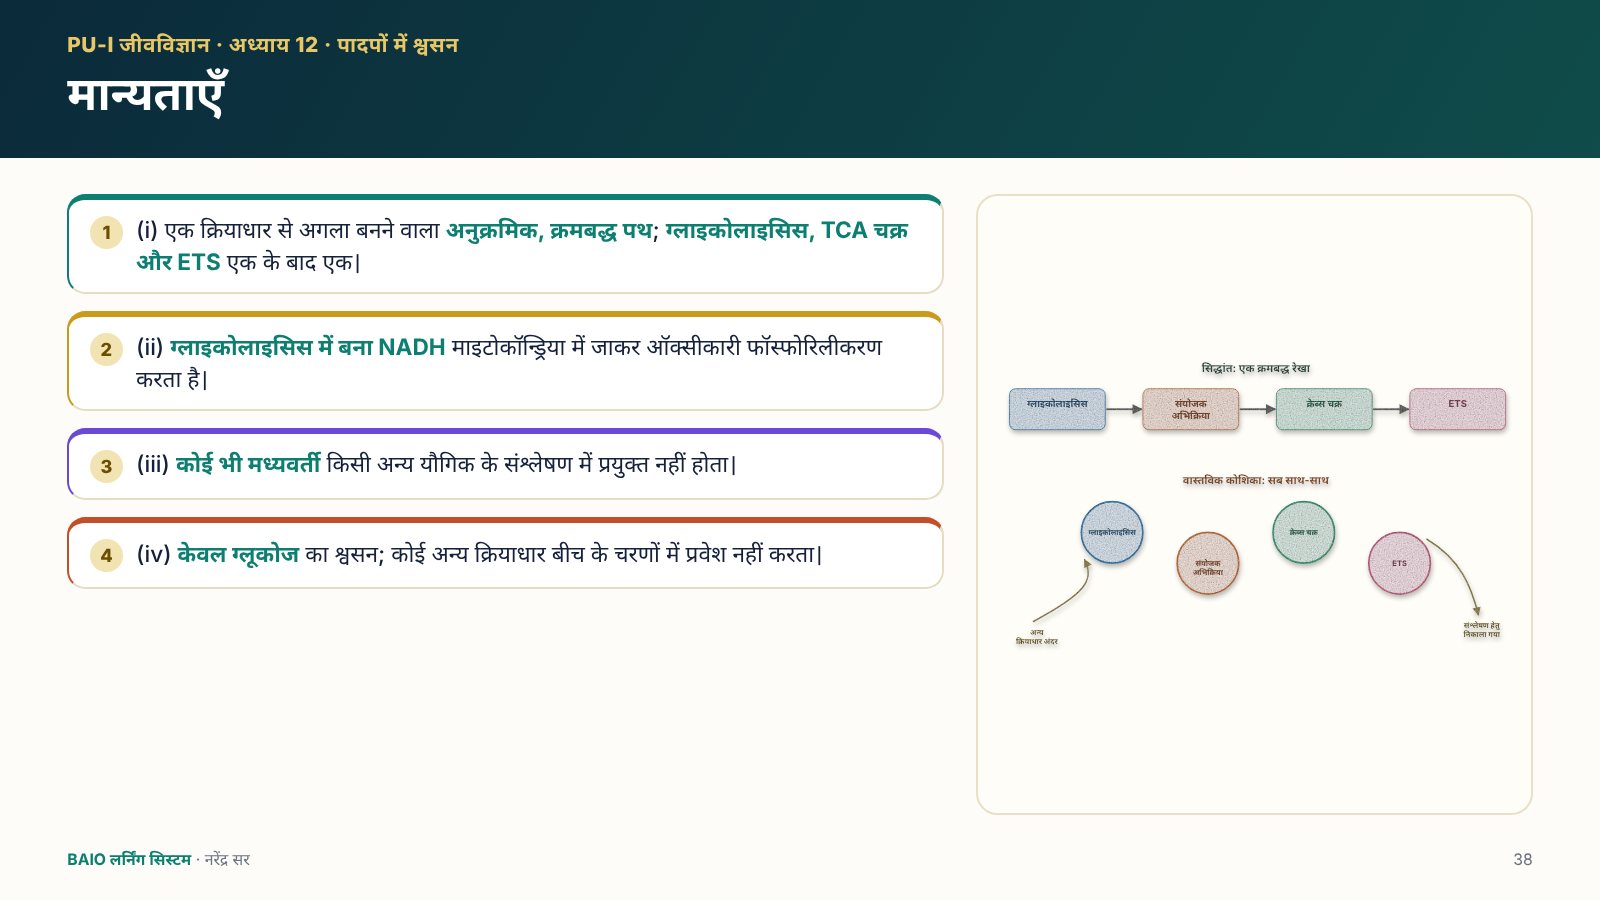 PU-I जीवविज्ञान · अध्याय 12 · पादपों में श्वसन
मान्यताएँ
1
(i) एक क्रियाधार से अगला बनने वाला अनुक्रमिक, क्रमबद्ध पथ; ग्लाइकोलाइसिस, TCA चक्र
और ETS एक के बाद एक|
2
(ii) ग्लाइकोलाइसिस में बना NADH माइटोकॉन्ड्रिया में जाकर ऑक्सीकारी फॉस्फोरिलीकरण
करता है|
3
(iii) कोई भी मध्यवर्ती किसी अन्य यौगिक के संश्लेषण में प्रयुक्त नहीं होता|
4
(iv) केवल ग्लूकोज का श्वसन; कोई अन्य क्रियाधार बीच के चरणों में प्रवेश नहीं करता|
सिद्धांत: एक क्रमबद्ध रेखा
ग्लाइकोलाइसिस
संयोजक
अभिक्रिया
क्रेब्स चक्र
ETS
वास्तविक कोशिका: सब साथ-साथ
ग्लाइकोलाइसिस
संयोजक
अभिक्रिया
क्रेब्स चक्र
ETS
अन्य
क्रियाधार अंदर
संश्लेषण हेतु
निकाला गया
BAIO लर्निंग सिस्टम · नरेंद्र सर
38